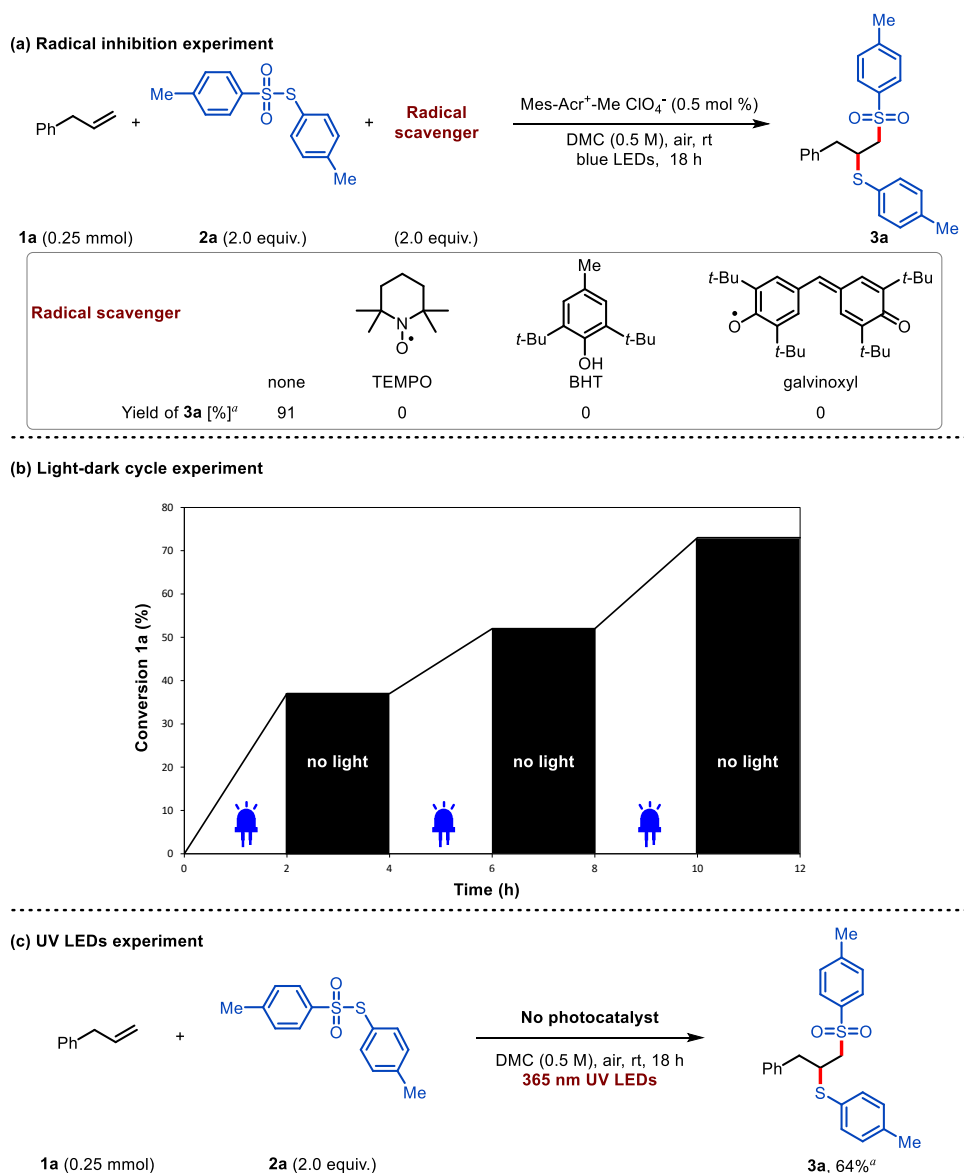 (a) Radical inhibition experiment
Ph
+
Me
O
O
S
S
Me
+
Radical
scavenger
Mes-Acr⁺-Me ClO₄⁻ (0.5 mol %)
DMC (0.5 M), air, rt
blue LEDs, 18 h
Me
O
S
O
Ph
S
Me
1a (0.25 mmol)
2a (2.0 equiv.)
(2.0 equiv.)
3a
Radical scavenger
N
O•
Me
t-Bu
t-Bu
OH
t-Bu
t-Bu
•O
O
t-Bu
t-Bu
none
TEMPO
BHT
galvinoxyl
Yield of 3a [%]ᵃ 91 0 0 0
(b) Light-dark cycle experiment
80
70
60
50
40
30
20
10
0
Conversion 1a (%)
no light
no light
no light
0 2 4 6 8 10 12
Time (h)
(c) UV LEDs experiment
Ph
+
Me
O
O
S
S
Me
No photocatalyst
DMC (0.5 M), air, rt, 18 h
365 nm UV LEDs
Me
O
S
O
Ph
S
Me
1a (0.25 mmol)
2a (2.0 equiv.)
3a, 64%ᵃ